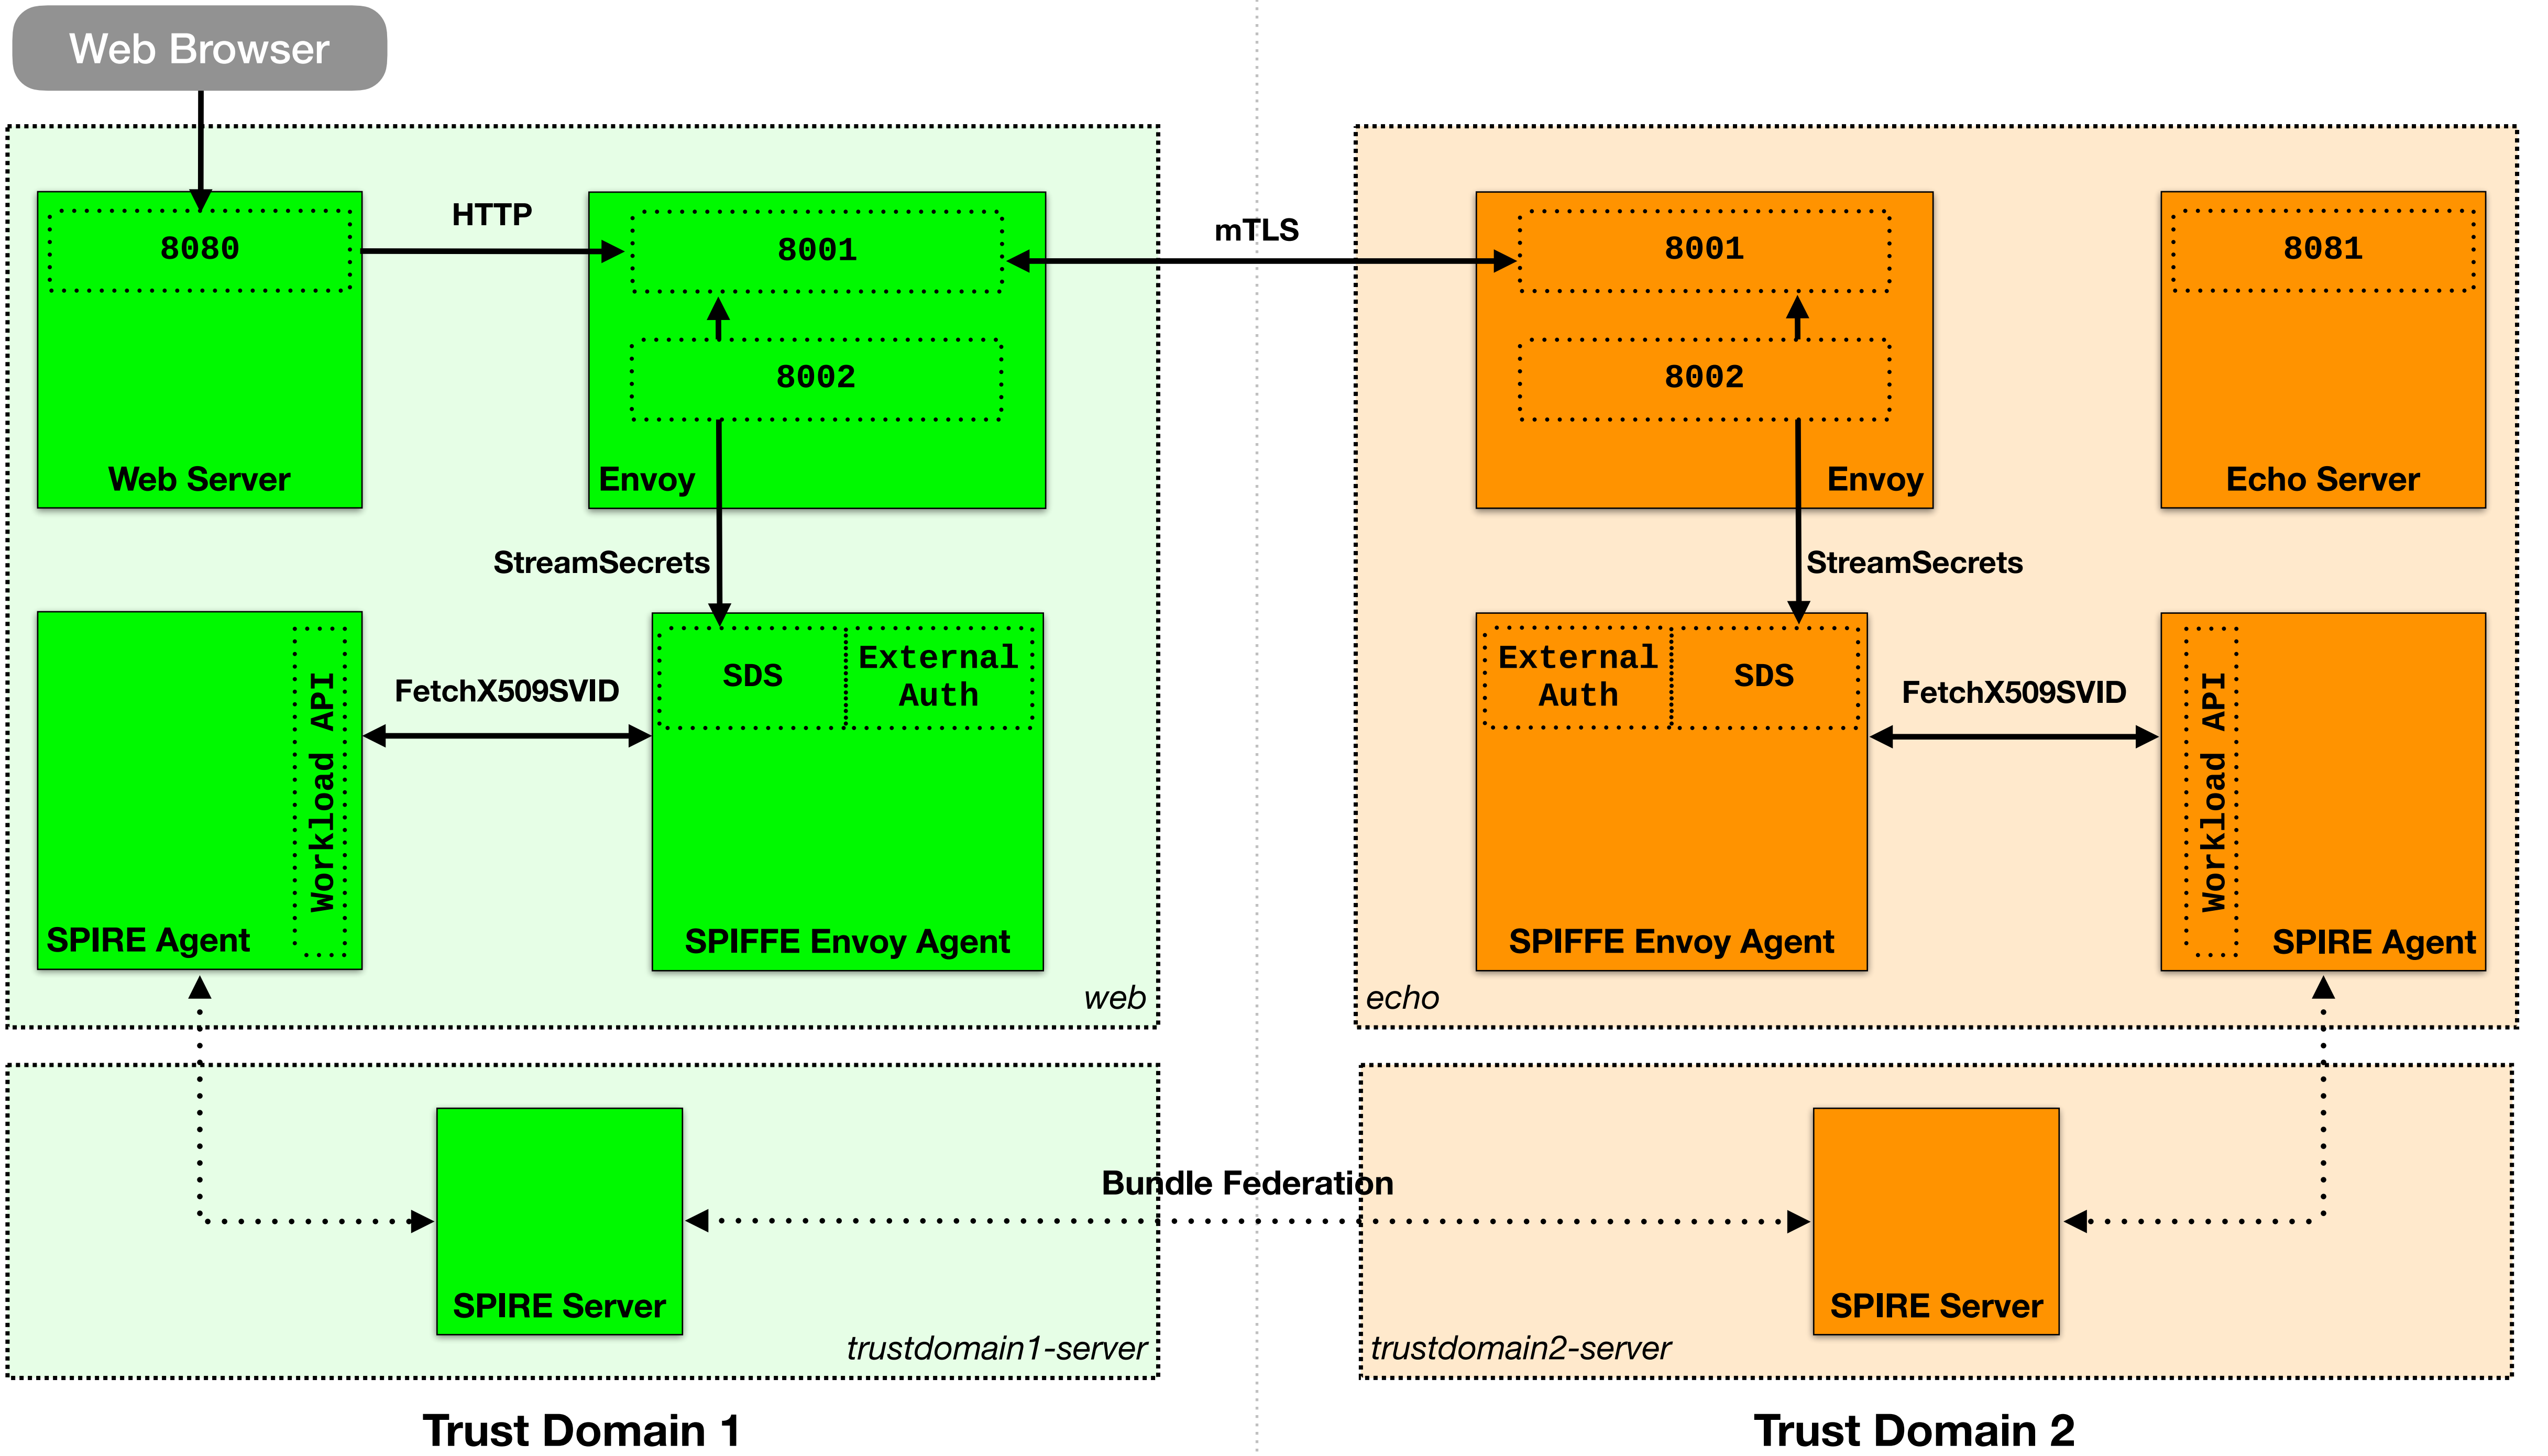 Web Browser
HTTP
mTLS
8080
8001
8001
8081
8002
8002
Web Server
Envoy
Envoy
Echo Server
StreamSecrets
StreamSecrets
SDS
External
Auth
External
Auth
SDS
FetchX509SVID
FetchX509SVID
Workload API
Workload API
SPIRE Agent
SPIFFE Envoy Agent
SPIFFE Envoy Agent
SPIRE Agent
web
echo
Bundle Federation
SPIRE Server
SPIRE Server
trustdomain1-server
trustdomain2-server
Trust Domain 1
Trust Domain 2